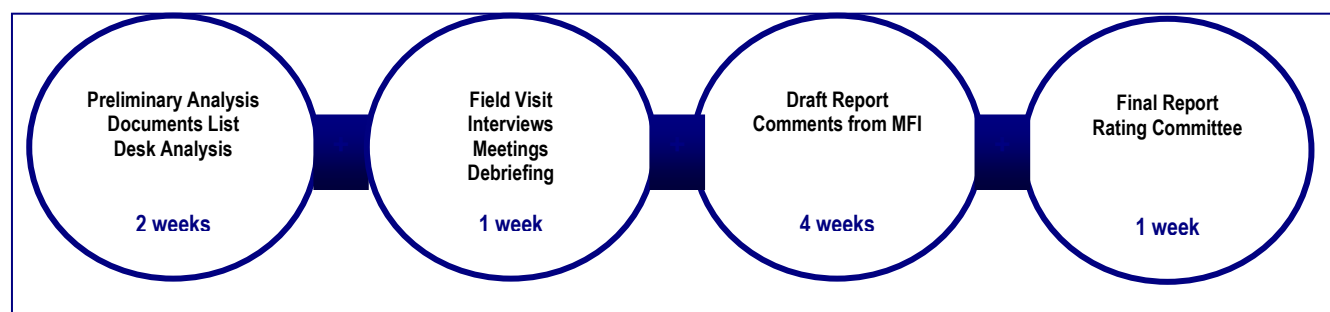 Preliminary Analysis
Documents List
Desk Analysis
2 weeks
Field Visit
Interviews
Meetings
Debriefing
1 week
Draft Report
Comments from MFI
4 weeks
Final Report
Rating Committee
1 week